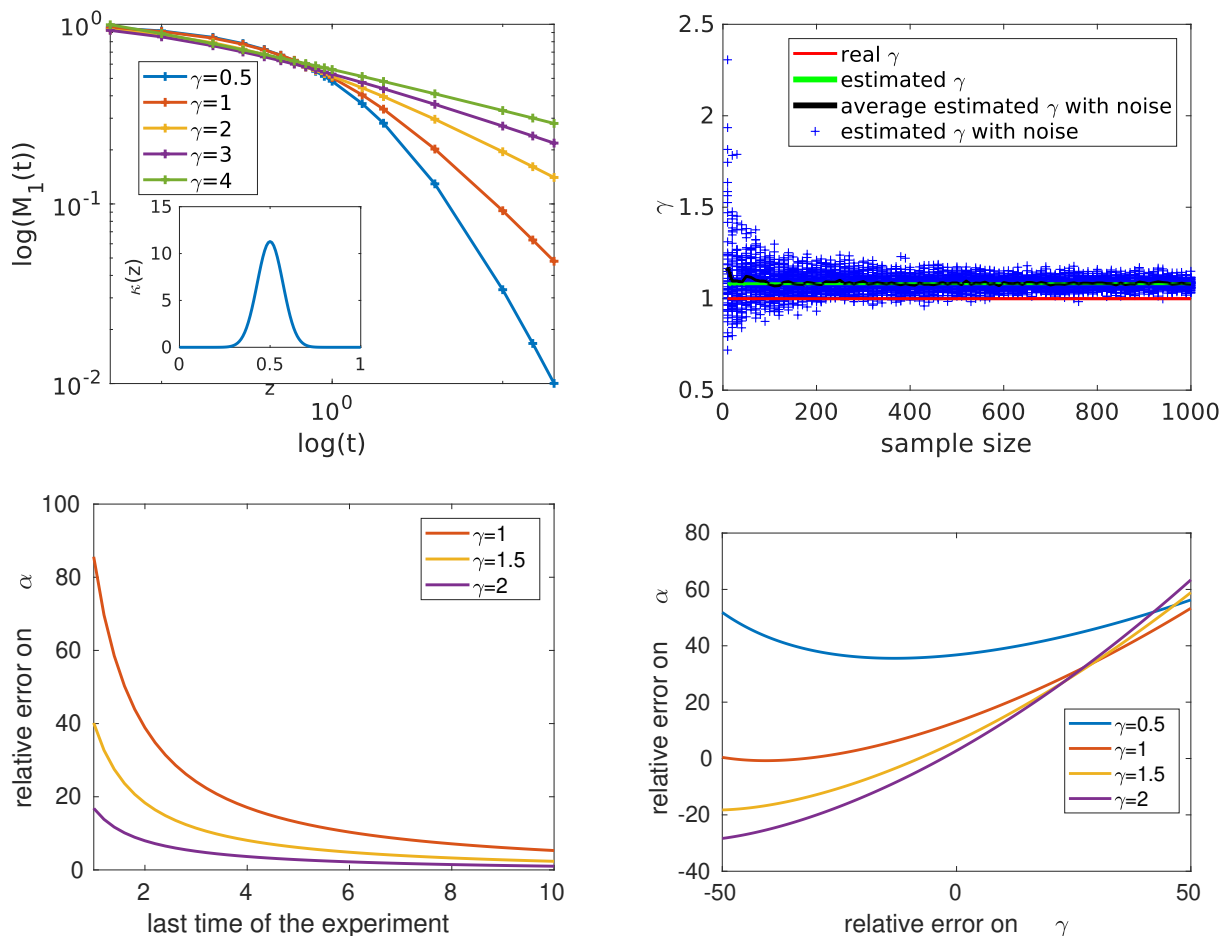 log(M_1(t))
10^0
10^-1
10^-2
γ=0.5
γ=1
γ=2
γ=3
γ=4
κ(z)
15
10
5
0
0 0.5 1
z
10^0
log(t)
γ
2.5
2
1.5
1
0.5
real γ
estimated γ
average estimated γ with noise
estimated γ with noise
0 200 400 600 800 1000
sample size
relative error on α
100
80
60
40
20
0
γ=1
γ=1.5
γ=2
2 4 6 8 10
last time of the experiment
relative error on α
80
60
40
20
0
-20
-40
γ=0.5
γ=1
γ=1.5
γ=2
-50 0 50
relative error on γ